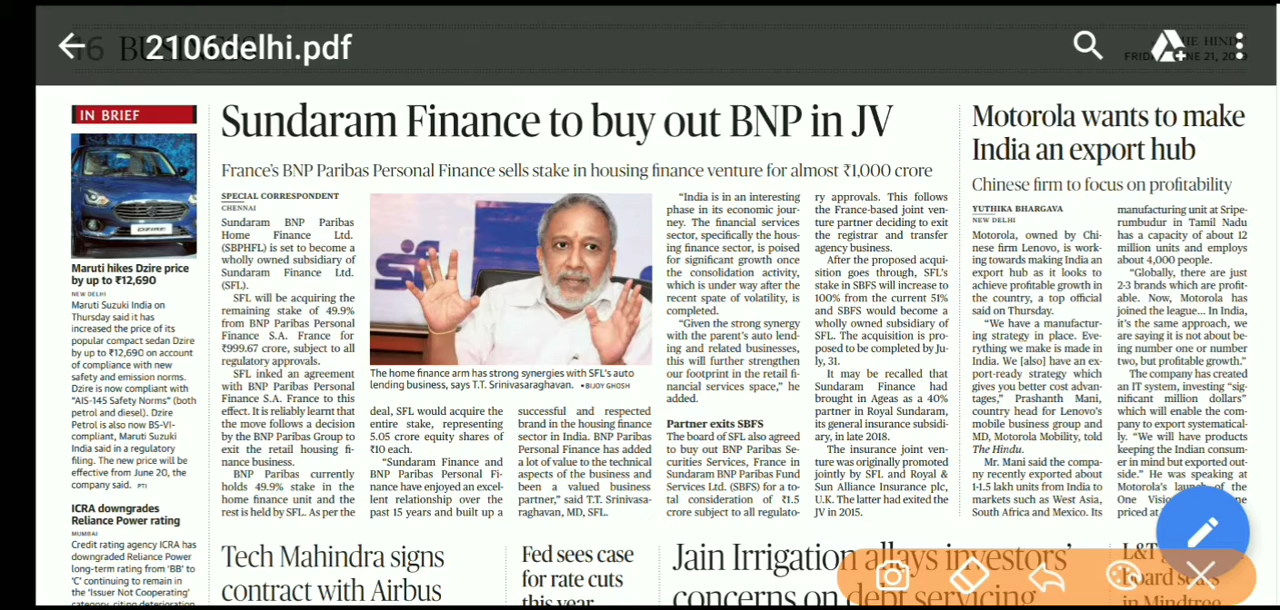 2106delhi.pdf
16 BUSINESS
THE HINDU
IN BRIEF
DZIRE
Maruti hikes Dzire price
by up to ₹12,690
NEW DELHI
Maruti Suzuki India on
Thursday said it has
increased the price of its
popular compact sedan Dzire
by up to ₹12,690 on account
of compliance with new
safety and emission norms.
Dzire is now compliant with
"AIS-145 Safety Norms" (both
petrol and diesel). Dzire
Petrol is also now BS-VI-
compliant, Maruti Suzuki
India said in a regulatory
filing. The new price will be
effective from June 20, the
company said. PTI
ICRA downgrades
Reliance Power rating
MUMBAI
Credit rating agency ICRA has
downgraded Reliance Power
long-term rating from 'BB' to
'C' continuing to remain in
the 'Issuer Not Cooperating'
category, citing deterioration
Sundaram Finance to buy out BNP in JV
France's BNP Paribas Personal Finance sells stake in housing finance venture for almost ₹1,000 crore
SPECIAL CORRESPONDENT
CHENNAI
Sundaram BNP Paribas
Home Finance Ltd.
(SBPHFL) is set to become a
wholly owned subsidiary of
Sundaram Finance Ltd.
(SFL).
SFL will be acquiring the
remaining stake of 49.9%
from BNP Paribas Personal
Finance S.A. France for
₹999.67 crore, subject to all
regulatory approvals.
SFL inked an agreement
with BNP Paribas Personal
Finance S.A. France to this
effect. It is reliably learnt that
the move follows a decision
by the BNP Paribas Group to
exit the retail housing fi-
nance business.
BNP Paribas currently
holds 49.9% stake in the
home finance unit and the
rest is held by SFL. As per the
The home finance arm has strong synergies with SFL's auto
lending business, says T.T. Srinivasaraghavan. • BIJOY GHOSH
deal, SFL would acquire the
entire stake, representing
5.05 crore equity shares of
₹10 each.
"Sundaram Finance and
BNP Paribas Personal Fi-
nance have enjoyed an excel-
lent relationship over the
past 15 years and built up a
successful and respected
brand in the housing finance
sector in India. BNP Paribas
Personal Finance has added
a lot of value to the technical
aspects of the business and
been a valued business
partner," said T.T. Srinivasa-
raghavan, MD, SFL.
"India is in an interesting
phase in its economic jour-
ney. The financial services
sector, specifically the hous-
ing finance sector, is poised
for significant growth once
the consolidation activity,
which is under way after the
recent spate of volatility, is
completed.
"Given the strong synergy
with the parent's auto lend-
ing and related businesses,
this will further strengthen
our footprint in the retail fi-
nancial services space," he
added.
Partner exits SBFS
The board of SFL also agreed
to buy out BNP Paribas Se-
curities Services, France in
Sundaram BNP Paribas Fund
Services Ltd. (SBFS) for a to-
tal consideration of ₹1.5
crore subject to all regulato-
ry approvals. This follows
the France-based joint ven-
ture partner deciding to exit
the registrar and transfer
agency business.
After the proposed acqui-
sition goes through, SFL's
stake in SBFS will increase to
100% from the current 51%
and SBFS would become a
wholly owned subsidiary of
SFL. The acquisition is pro-
posed to be completed by Ju-
ly, 31.
It may be recalled that
Sundaram Finance had
brought in Ageas as a 40%
partner in Royal Sundaram,
its general insurance subsidi-
ary, in late 2018.
The insurance joint ven-
ture was originally promoted
jointly by SFL and Royal &
Sun Alliance Insurance plc,
U.K. The latter had exited the
JV in 2015.
Motorola wants to make
India an export hub
Chinese firm to focus on profitability
YUTHIKA BHARGAVA
NEW DELHI
Motorola, owned by Chi-
nese firm Lenovo, is work-
ing towards making India an
export hub as it looks to
achieve profitable growth in
the country, a top official
said on Thursday.
"We have a manufactur-
ing strategy in place. Eve-
rything we make is made in
India. We [also] have an ex-
port-ready strategy which
gives you better cost advan-
tages," Prashanth Mani,
country head for Lenovo's
mobile business group and
MD, Motorola Mobility, told
The Hindu.
Mr. Mani said the compa-
ny recently exported about
1-1.5 lakh units from India to
markets such as West Asia,
South Africa and Mexico. Its
manufacturing unit at Sripe-
rumbudur in Tamil Nadu
has a capacity of about 12
million units and employs
about 4,000 people.
"Globally, there are just
2-3 brands which are profit-
able. Now, Motorola has
joined the league... In India,
it's the same approach, we
are saying it is not about be-
ing number one or number
two, but profitable growth."
The company has created
an IT system, investing "sig-
nificant million dollars"
which will enable the com-
pany to export systematical-
ly. "We will have products
keeping the Indian consum-
er in mind but exported out-
side." He was speaking at
Motorola's launch of the
One Vision
priced at
Tech Mahindra signs
contract with Airbus
Fed sees case
for rate cuts
this year
Jain Irrigation allays investors'
concerns on debt servicing
L&T
board
in Mindtree